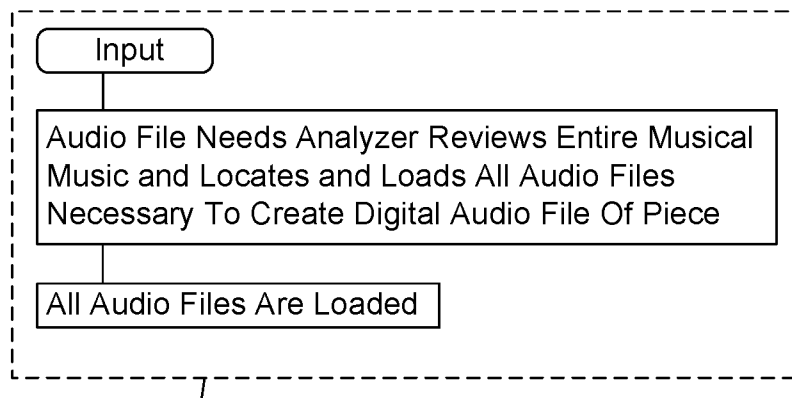 Input
Audio File Needs Analyzer Reviews Entire Musical
Music and Locates and Loads All Audio Files
Necessary To Create Digital Audio File Of Piece
All Audio Files Are Loaded